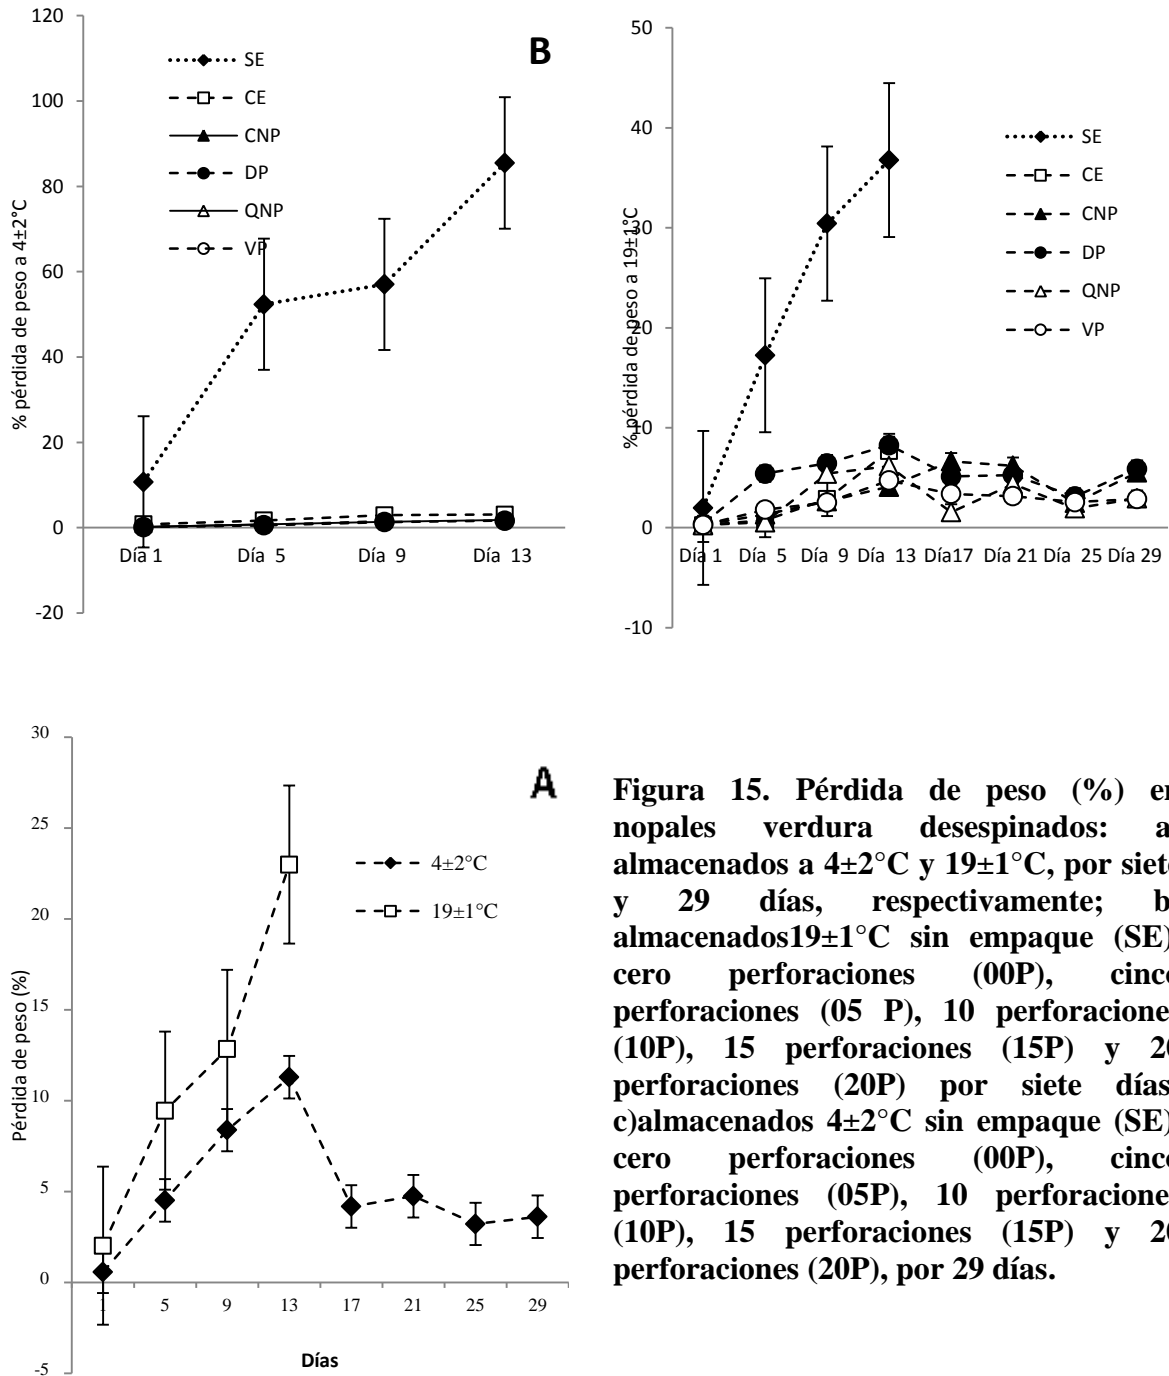 120
100
80
60
40
20
0
-20
% pérdida de peso a 4±2°C
B
SE
CE
CNP
DP
QNP
VP
Día 1
Día 5
Día 9
Día 13
50
40
30
20
10
0
-10
% pérdida de peso a 19±1°C
SE
CE
CNP
DP
QNP
VP
Día 1
Día 5
Día 9
Día 13
Día17
Día 21
Día 25
Día 29
30
25
20
15
10
5
0
-5
Pérdida de peso (%)
A
4±2°C
19±1°C
1
5
9
13
17
21
25
29
Días
Figura 15. Pérdida de peso (%) en
nopales verdura desespinados: a
almacenados a 4±2°C y 19±1°C, por siete
y 29 días, respectivamente; b
almacenados19±1°C sin empaque (SE)
cero perforaciones (00P), cinco
perforaciones (05 P), 10 perforacione
(10P), 15 perforaciones (15P) y 20
perforaciones (20P) por siete días
c)almacenados 4±2°C sin empaque (SE)
cero perforaciones (00P), cinco
perforaciones (05P), 10 perforacione
(10P), 15 perforaciones (15P) y 20
perforaciones (20P), por 29 días.